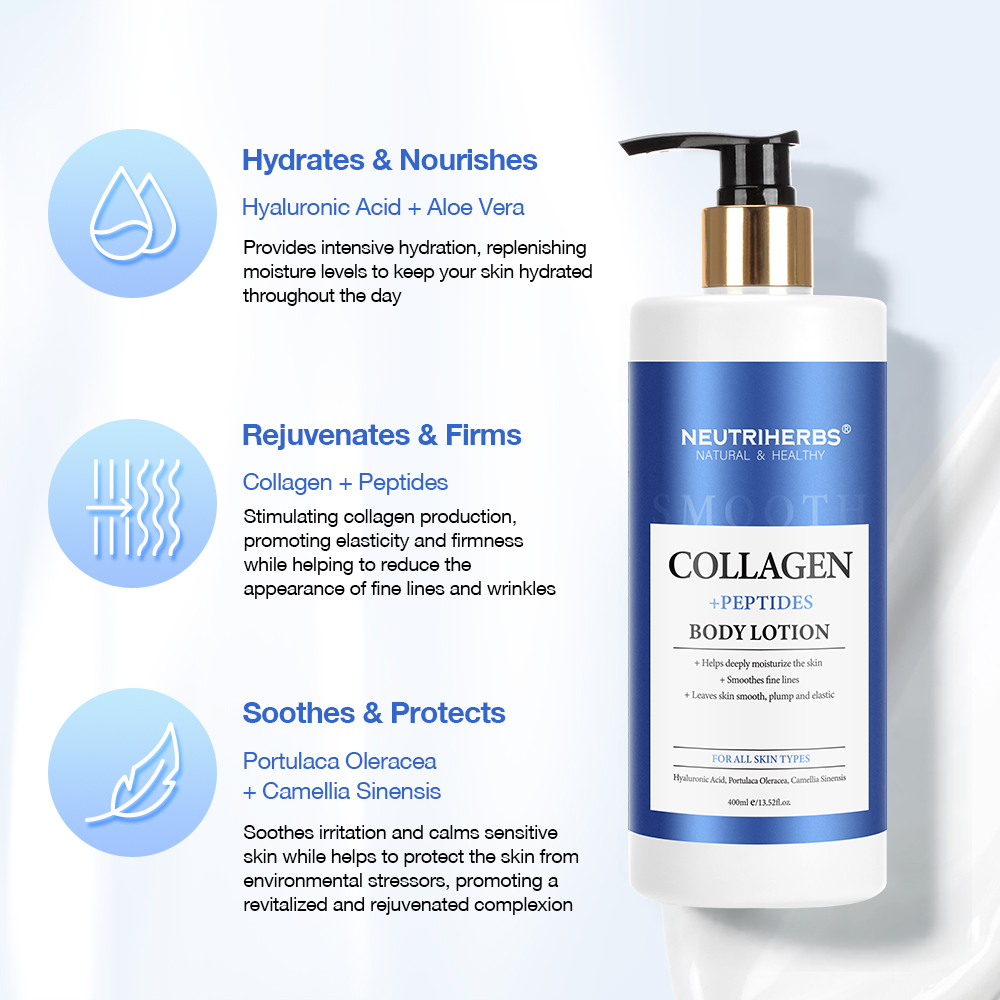 Hydrates & Nourishes
Hyaluronic Acid + Aloe Vera
Provides intensive hydration, replenishing
moisture levels to keep your skin hydrated
throughout the day
Rejuvenates & Firms
Collagen + Peptides
Stimulating collagen production,
promoting elasticity and firmness
while helping to reduce the
appearance of fine lines and wrinkles
Soothes & Protects
Portulaca Oleracea
+ Camellia Sinensis
Soothes irritation and calms sensitive
skin while helps to protect the skin from
environmental stressors, promoting a
revitalized and rejuvenated complexion
NEUTRIHERBS®
NATURAL & HEALTHY
SMOOTH
COLLAGEN
+PEPTIDES
BODY LOTION
+ Helps deeply moisturize the skin
+ Smoothes fine lines
+ Leaves skin smooth, plump and elastic
FOR ALL SKIN TYPES
Hyaluronic Acid, Portulaca Oleracea, Camellia Sinensis
400ml e/13.52fl.oz.